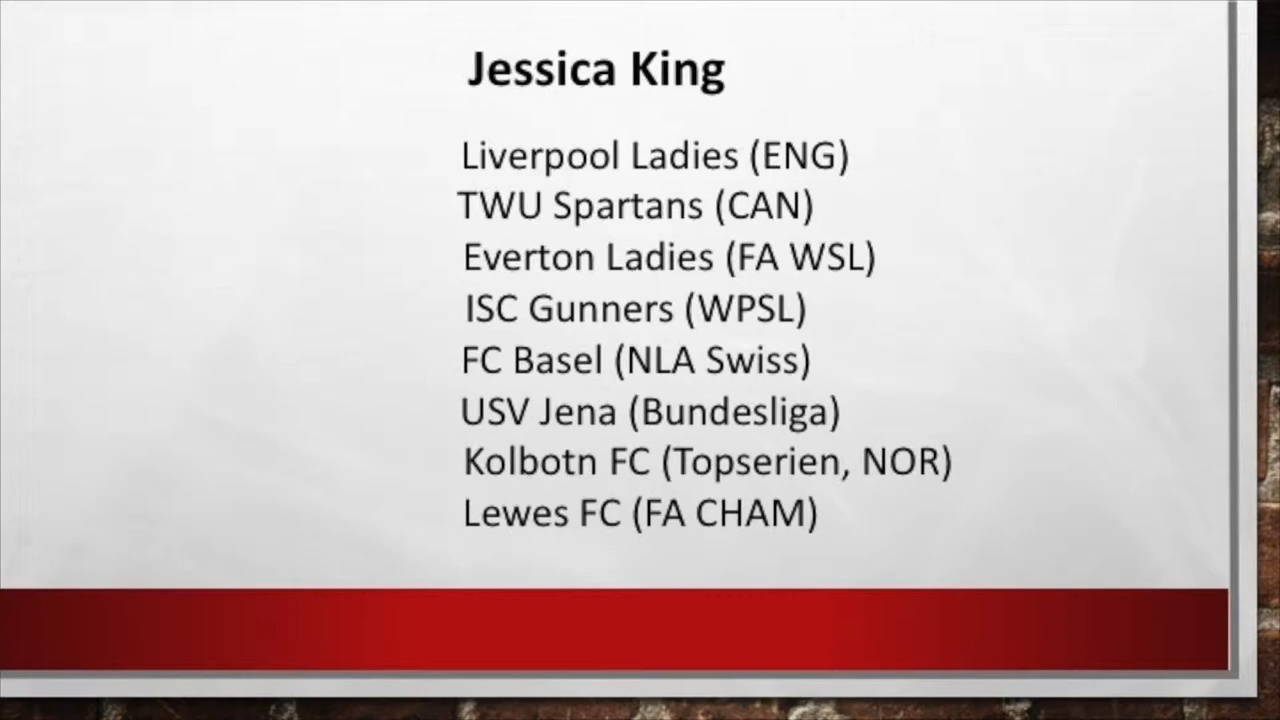 Jessica King
Liverpool Ladies (ENG)
TWU Spartans (CAN)
Everton Ladies (FA WSL)
ISC Gunners (WPSL)
FC Basel (NLA Swiss)
USV Jena (Bundesliga)
Kolbotn FC (Topserien, NOR)
Lewes FC (FA CHAM)